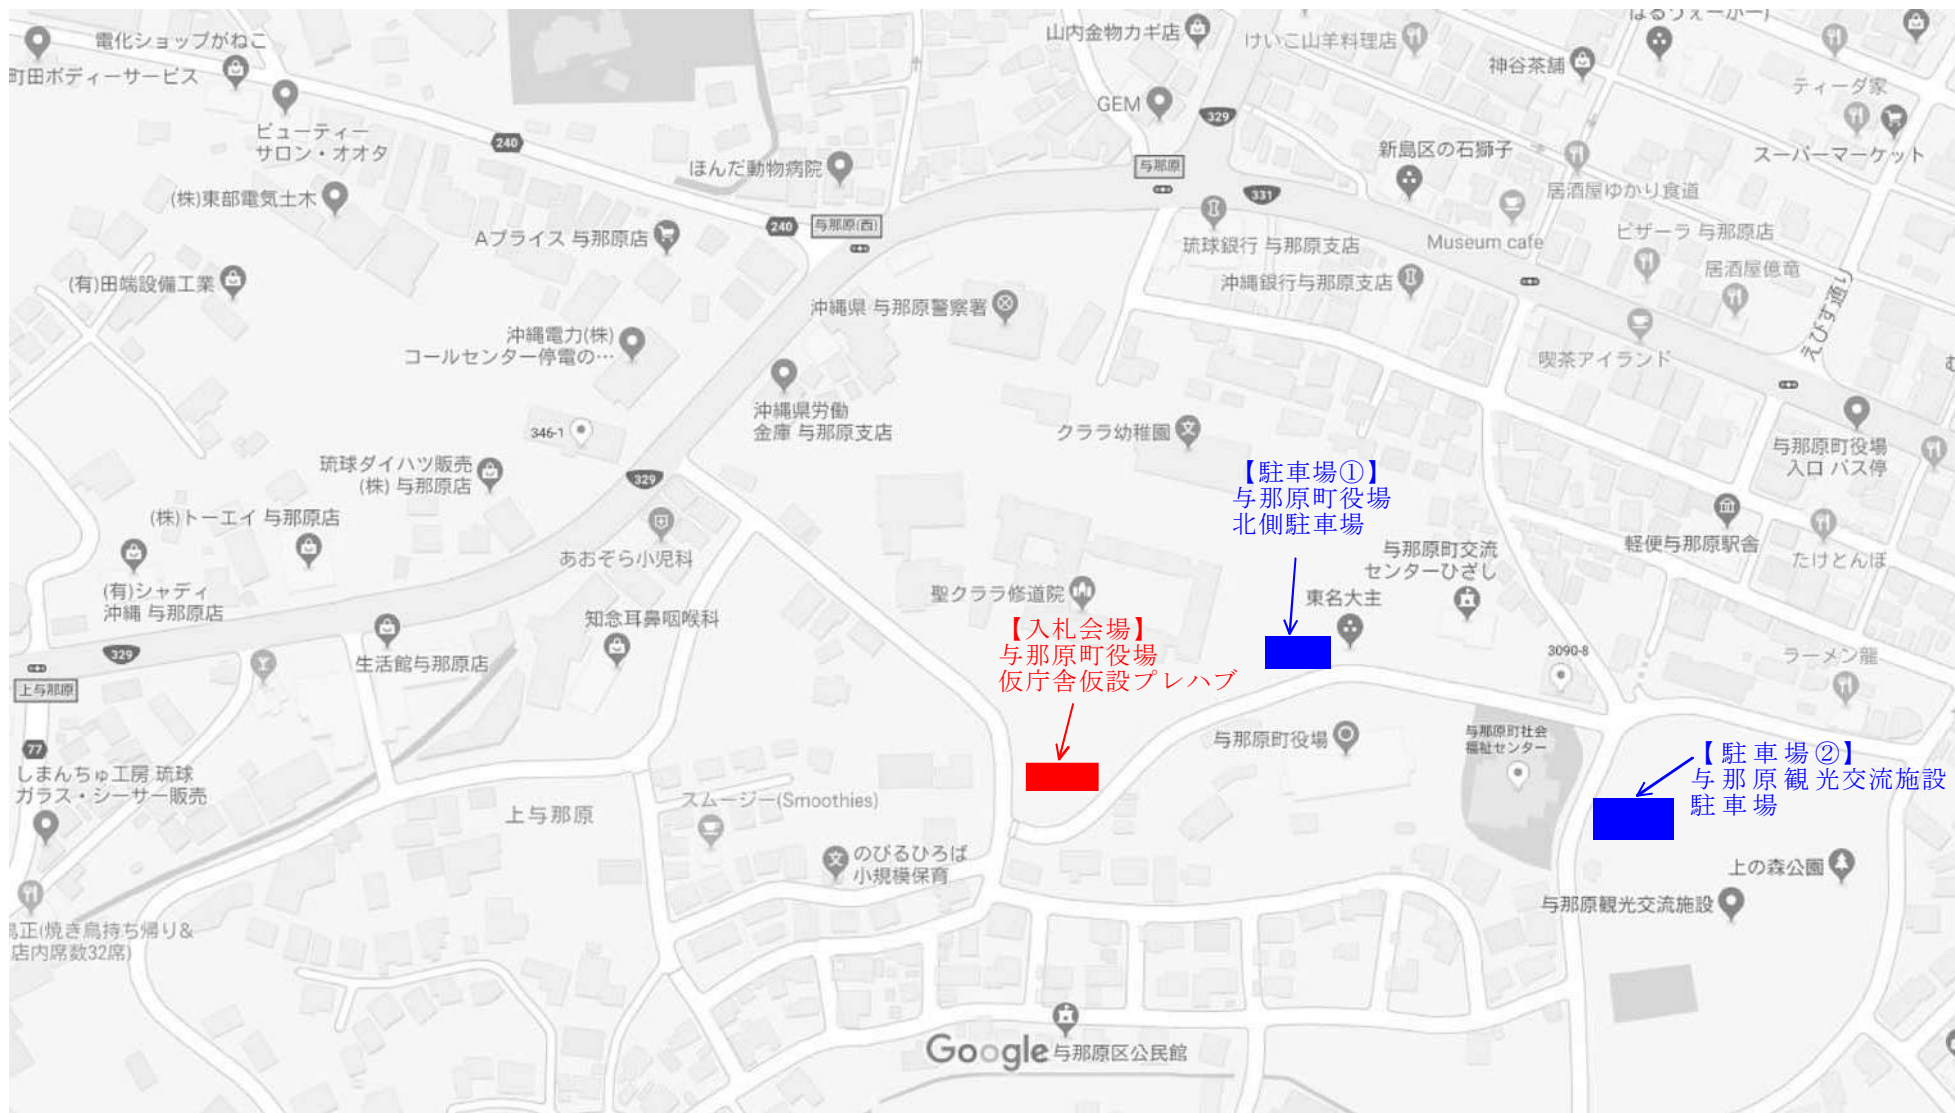 電化ショップがねこ
町田ボディーサービス
ビューティー
サロン・オオタ
240
(株)東部電気土木
ほんだ動物病院
Aプライス 与那原店
240
与那原(西)
(有)田端設備工業
沖縄電力(株)
コールセンター停電の…
沖縄県 与那原警察署
沖縄県労働
金庫 与那原支店
346-1
琉球ダイハツ販売
(株) 与那原店
329
(株)トーエイ 与那原店
あおぞら小児科
(有)シャディ
沖縄 与那原店
知念耳鼻咽喉科
生活館与那原店
329
上与那原
77
しまんちゅ工房 琉球
ガラス・シーサー販売
上与那原
スムージー(Smoothies)
のびるひろば
小規模保育
正(焼き鳥持ち帰り&
店内席数32席)
山内金物カギ店
けいこ山羊料理店
神谷茶舗
GEM
329
与那原
331
新島区の石獅子
ティーダ家
スーパーマーケット
居酒屋ゆかり食道
琉球銀行 与那原支店
Museum cafe
ピザーラ 与那原店
沖縄銀行与那原支店
居酒屋億竜
えびす通り
喫茶アイランド
クララ幼稚園
与那原町役場
入口 バス停
【駐車場①】
与那原町役場
北側駐車場
与那原町交流
センターひざし
軽便与那原駅舎
たけとんぼ
聖クララ修道院
東名大主
【入札会場】
与那原町役場
仮庁舎仮設プレハブ
3090-8
ラーメン龍
与那原町役場
与那原町社会
福祉センター
【駐車場②】
与那原観光交流施設
駐車場
上の森公園
与那原観光交流施設
Google
与那原区公民館